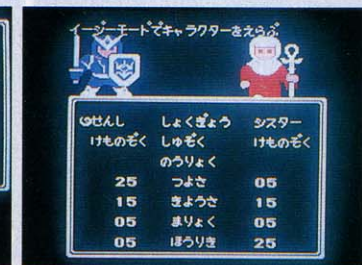 イージーモードでキャラクターをえらぶ
せんし しょくぎょう シスター
けものぞく しゅぞく けものぞく
のうりょく
25 つよさ 05
15 きようさ 15
05 まりょく 05
05 ほうりき 25